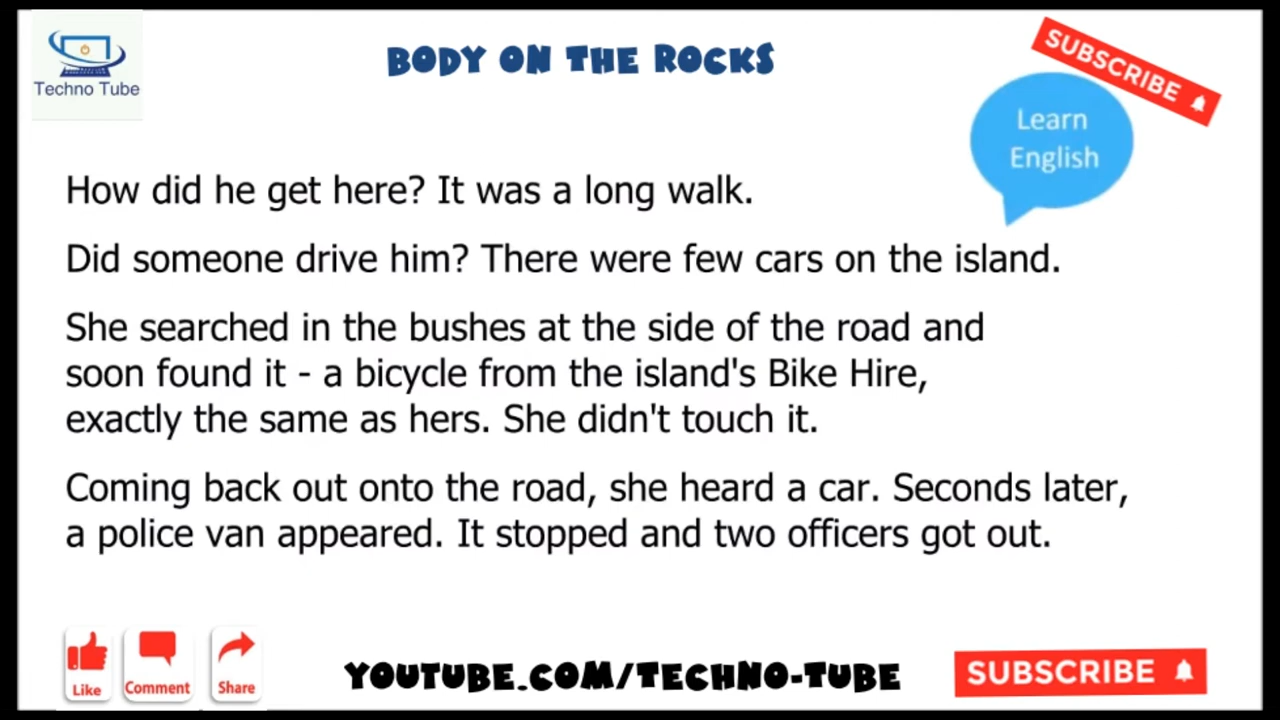 Techno Tube
BODY ON THE ROCKS
SUBSCRIBE
Learn
English
How did he get here? It was a long walk.
Did someone drive him? There were few cars on the island.
She searched in the bushes at the side of the road and
soon found it - a bicycle from the island's Bike Hire,
exactly the same as hers. She didn't touch it.
Coming back out onto the road, she heard a car. Seconds later,
a police van appeared. It stopped and two officers got out.
Like
Comment
Share
YOUTUBE.COM/TECHNO-TUBE
SUBSCRIBE